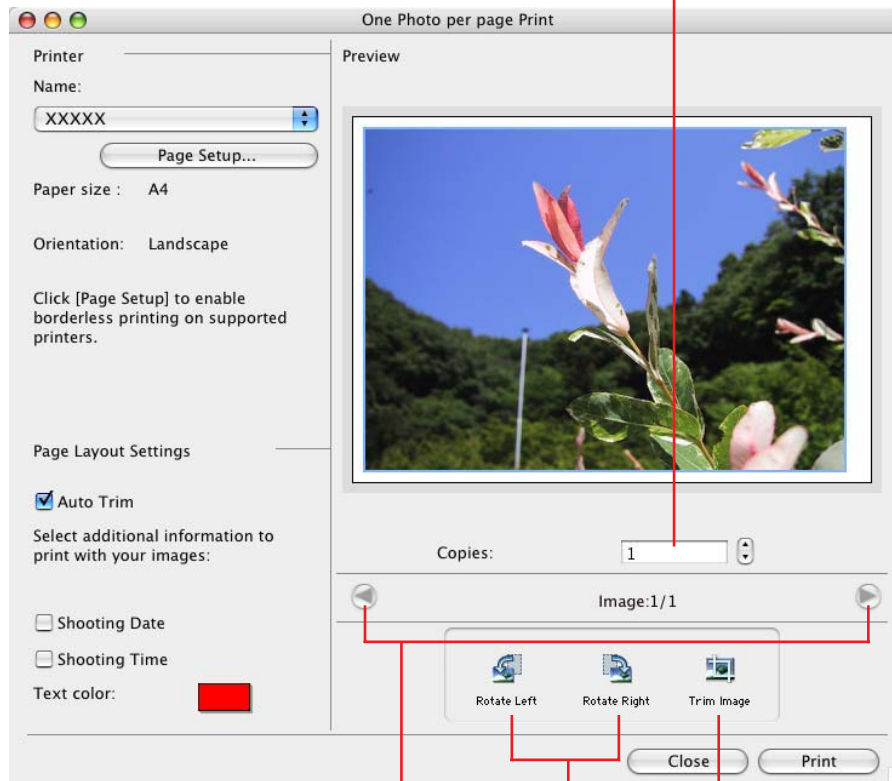 One Photo per page Print
Printer
Name:
XXXXX
Page Setup...
Paper size : A4
Orientation: Landscape
Click [Page Setup] to enable
borderless printing on supported
printers.
Page Layout Settings
Auto Trim
Select additional information to
print with your images:
Shooting Date
Shooting Time
Text color:
Preview
Copies: 1
Image:1/1
Rotate Left Rotate Right Trim Image
Close Print